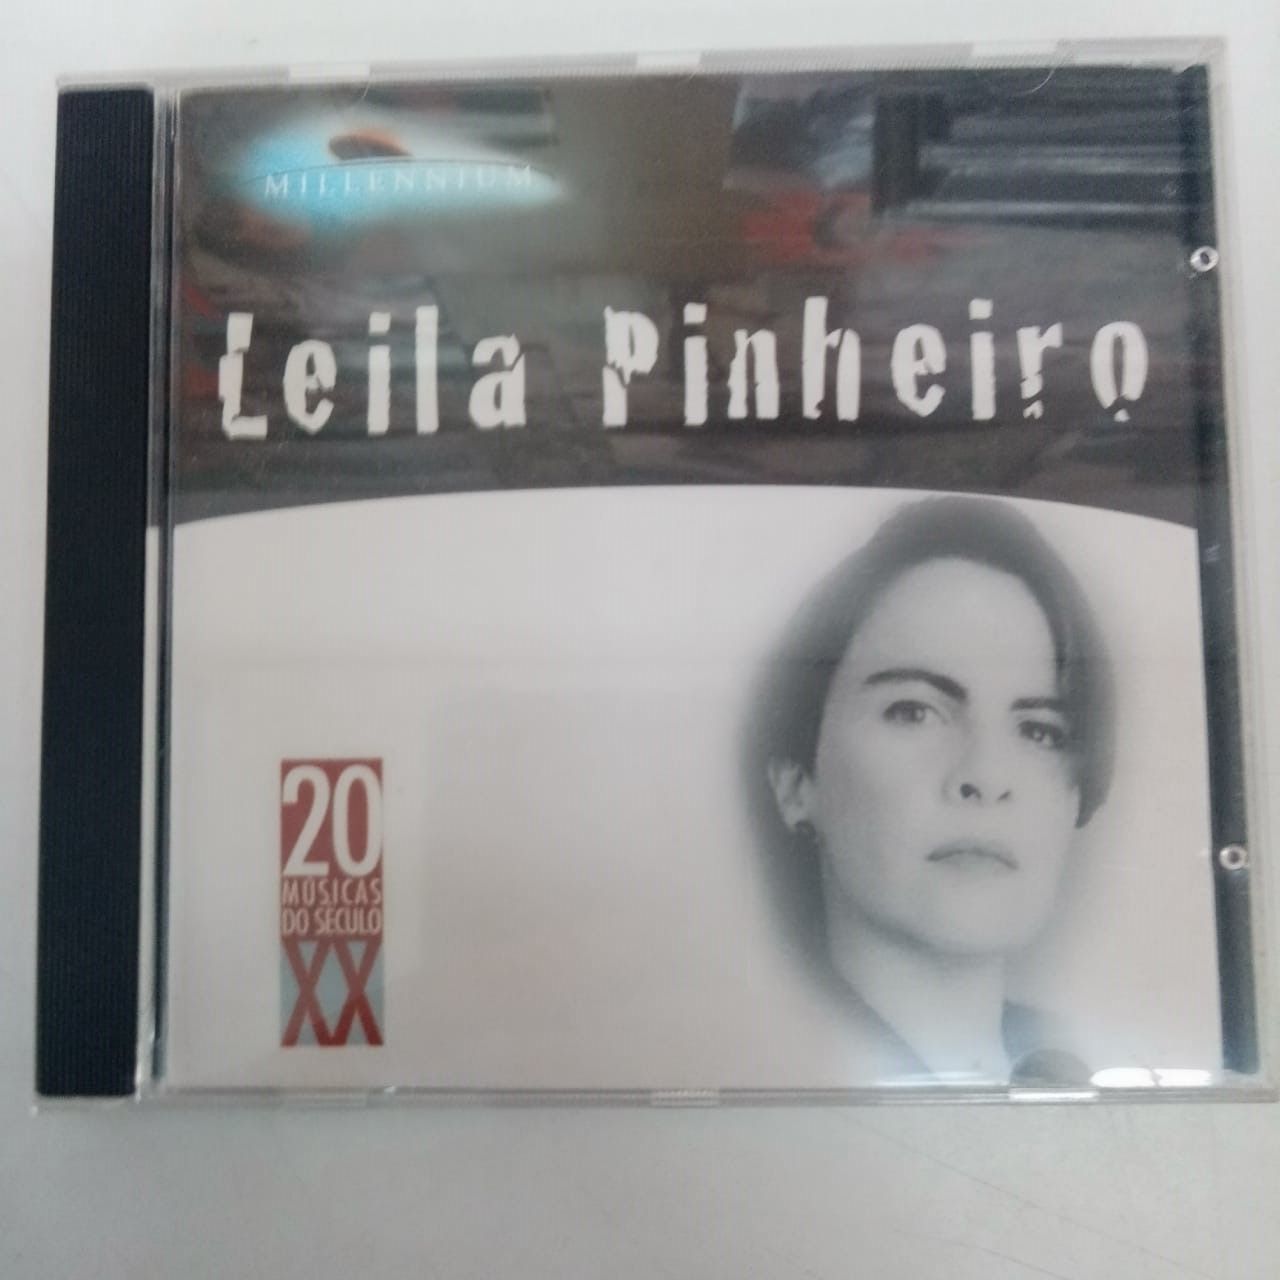 MILLENNIUM
Leila Pinheiro
20
MÚSICAS
DO SÉCULO
XX